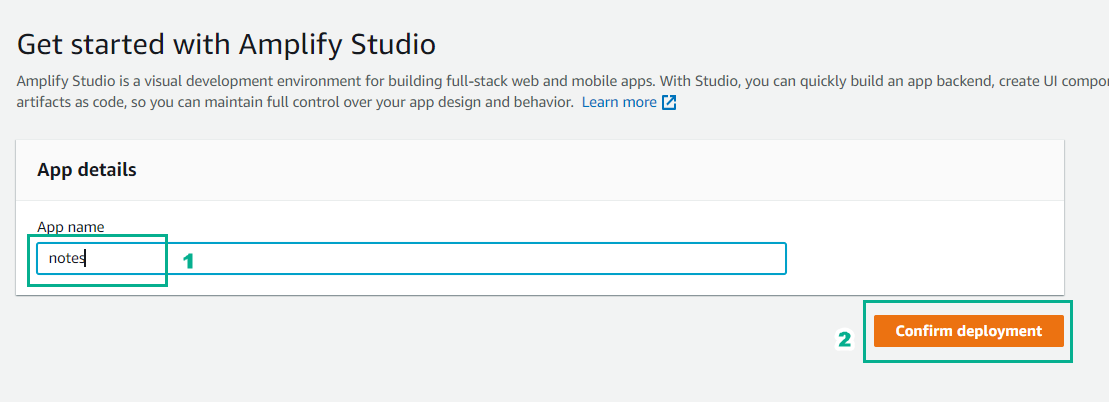 Get started with Amplify Studio
Amplify Studio is a visual development environment for building full-stack web and mobile apps. With Studio, you can quickly build an app backend, create UI compo
artifacts as code, so you can maintain full control over your app design and behavior. Learn more
App details
App name
notes
1
Confirm deployment
2